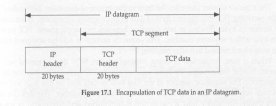 IP datagram
TCP segment
IP header
TCP header
TCP data
20 bytes
20 bytes
Figure 17.1 Encapsulation of TCP data in an IP datagram.